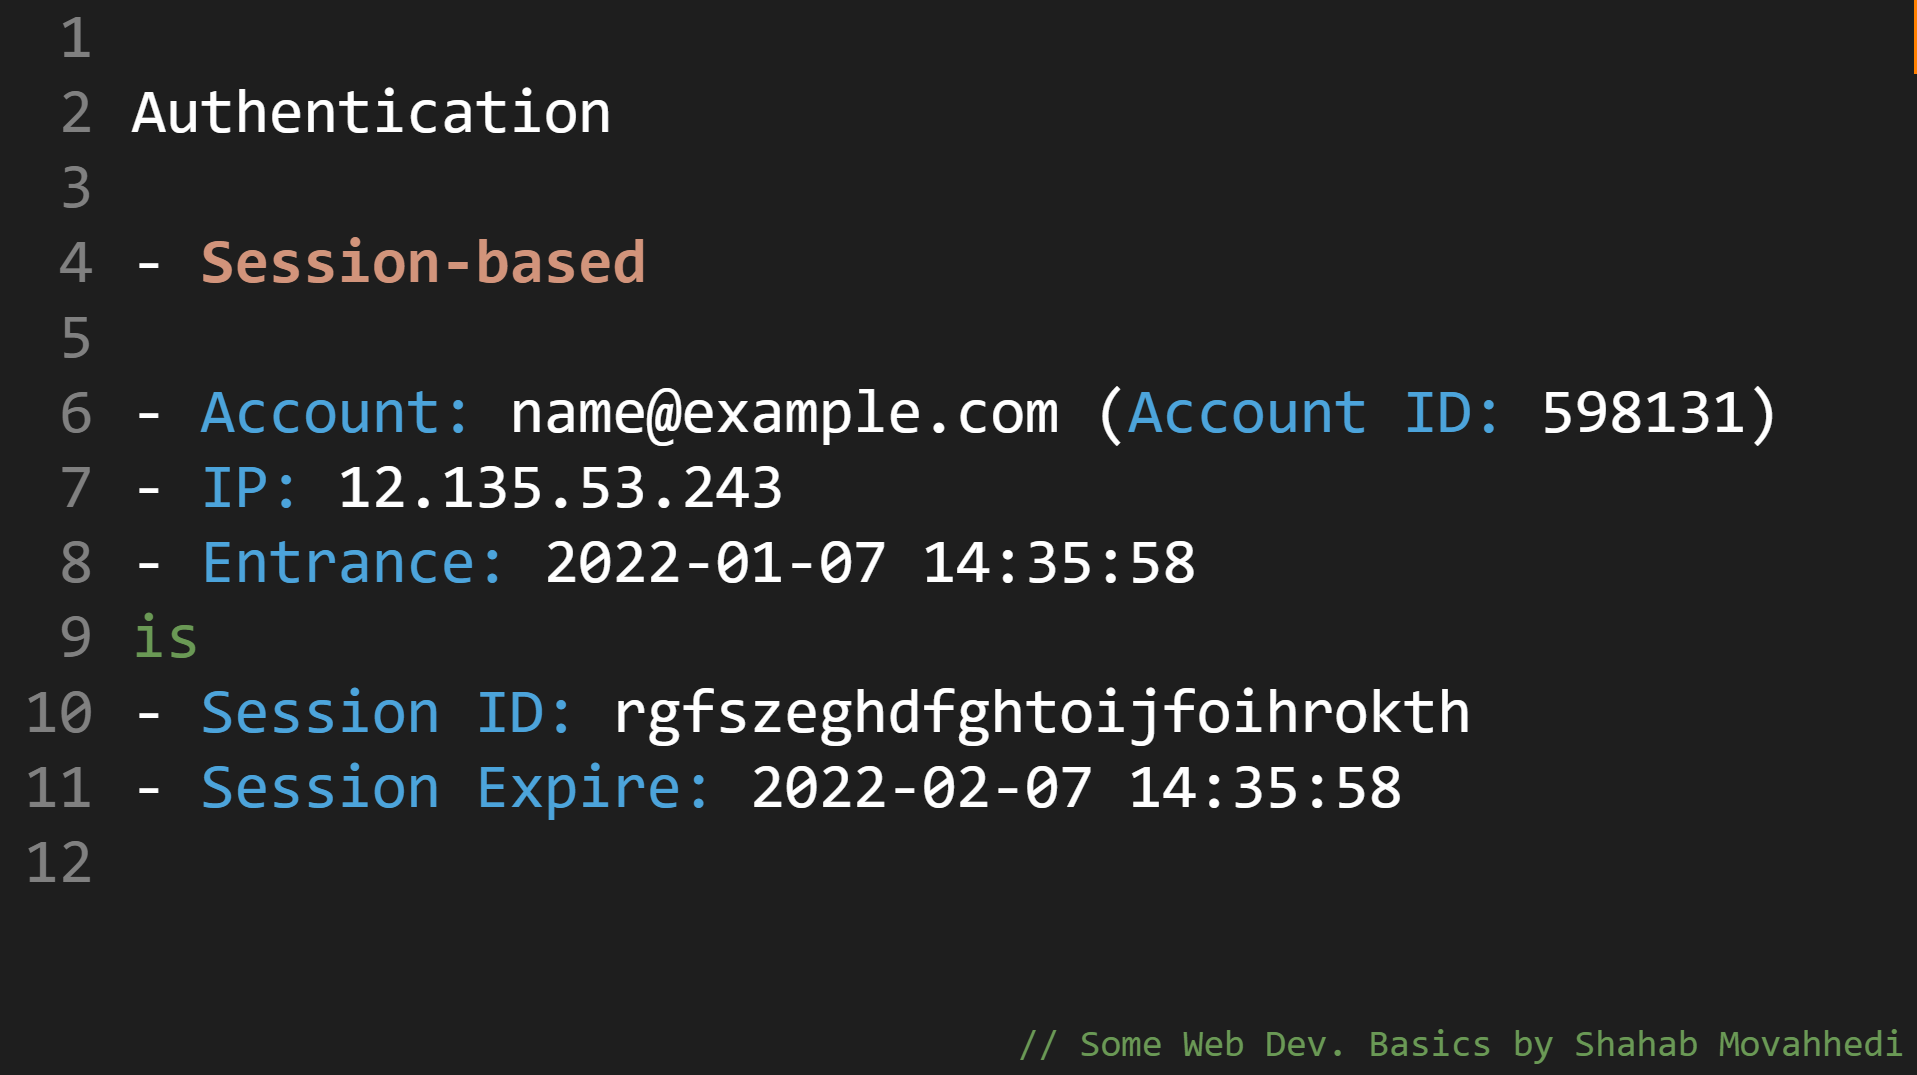 1
2 Authentication
3
4 - Session-based
5
6 - Account: name@example.com (Account ID: 598131)
7 - IP: 12.135.53.243
8 - Entrance: 2022-01-07 14:35:58
9 is
10 - Session ID: rgfszeghdfghtoijfoihrokth
11 - Session Expire: 2022-02-07 14:35:58
12
// Some Web Dev. Basics by Shahab Movahhedi